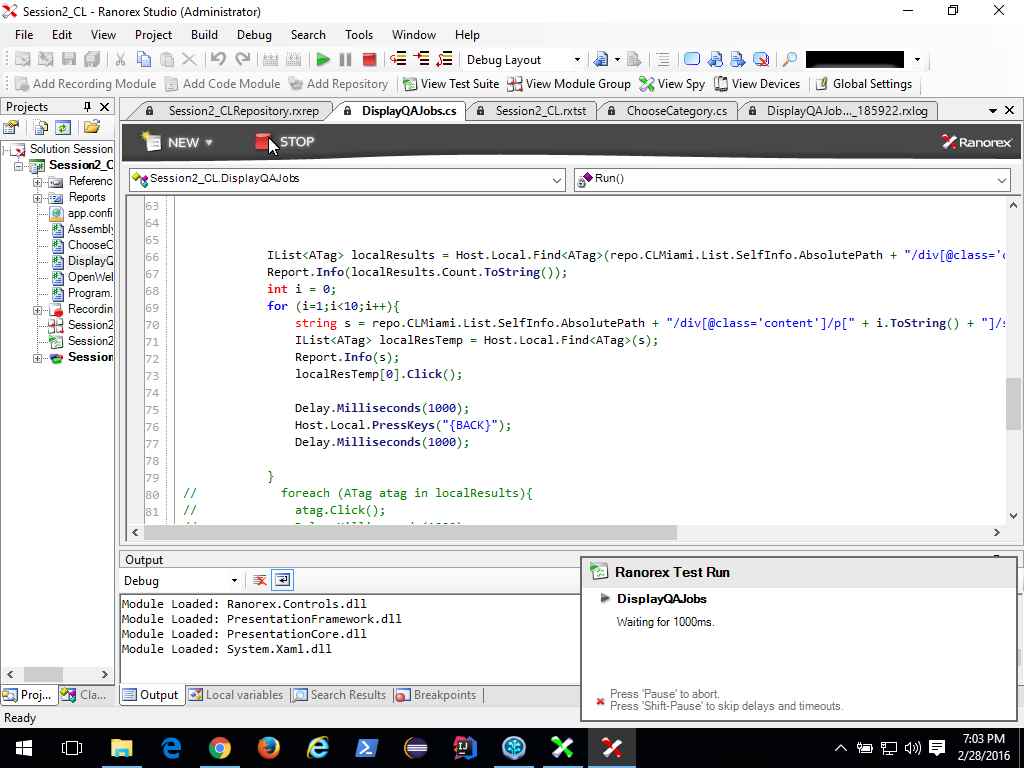 Session2_CL - Ranorex Studio (Administrator)
File Edit View Project Build Debug Search Tools Window Help
Debug Layout
Add Recording Module Add Code Module Add Repository View Test Suite View Module Group View Spy View Devices Global Settings
Projects
Session2_CLRepository.rxrep DisplayQAJobs.cs Session2_CL.rxtst ChooseCategory.cs DisplayQAJob..._185922.rxlog
Solution Session
Session2_C
Referenc
Reports
app.confi
Assembly
ChooseC
DisplayQ
OpenWel
Program.
Recordin
Session2
Session2
Session
NEW STOP Ranorex
Session2_CL.DisplayQAJobs Run()
63
64
65
66 IList<ATag> localResults = Host.Local.Find<ATag>(repo.CLMiami.List.SelfInfo.AbsolutePath + "/div[@class='c
67 Report.Info(localResults.Count.ToString());
68 int i = 0;
69 for (i=1;i<10;i++){
70 string s = repo.CLMiami.List.SelfInfo.AbsolutePath + "/div[@class='content']/p[" + i.ToString() + "]/s
71 IList<ATag> localResTemp = Host.Local.Find<ATag>(s);
72 Report.Info(s);
73 localResTemp[0].Click();
74
75 Delay.Milliseconds(1000);
76 Host.Local.PressKeys("{BACK}");
77 Delay.Milliseconds(1000);
78
79 }
80 // foreach (ATag atag in localResults){
81 // atag.Click();
Output
Debug
Module Loaded: Ranorex.Controls.dll
Module Loaded: PresentationFramework.dll
Module Loaded: PresentationCore.dll
Module Loaded: System.Xaml.dll
Ranorex Test Run
DisplayQAJobs
Waiting for 1000ms.
Press 'Pause' to abort.
Press 'Shift-Pause' to skip delays and timeouts.
Proj... Cla... Output Local variables Search Results Breakpoints
Ready
7:03 PM
2/28/2016